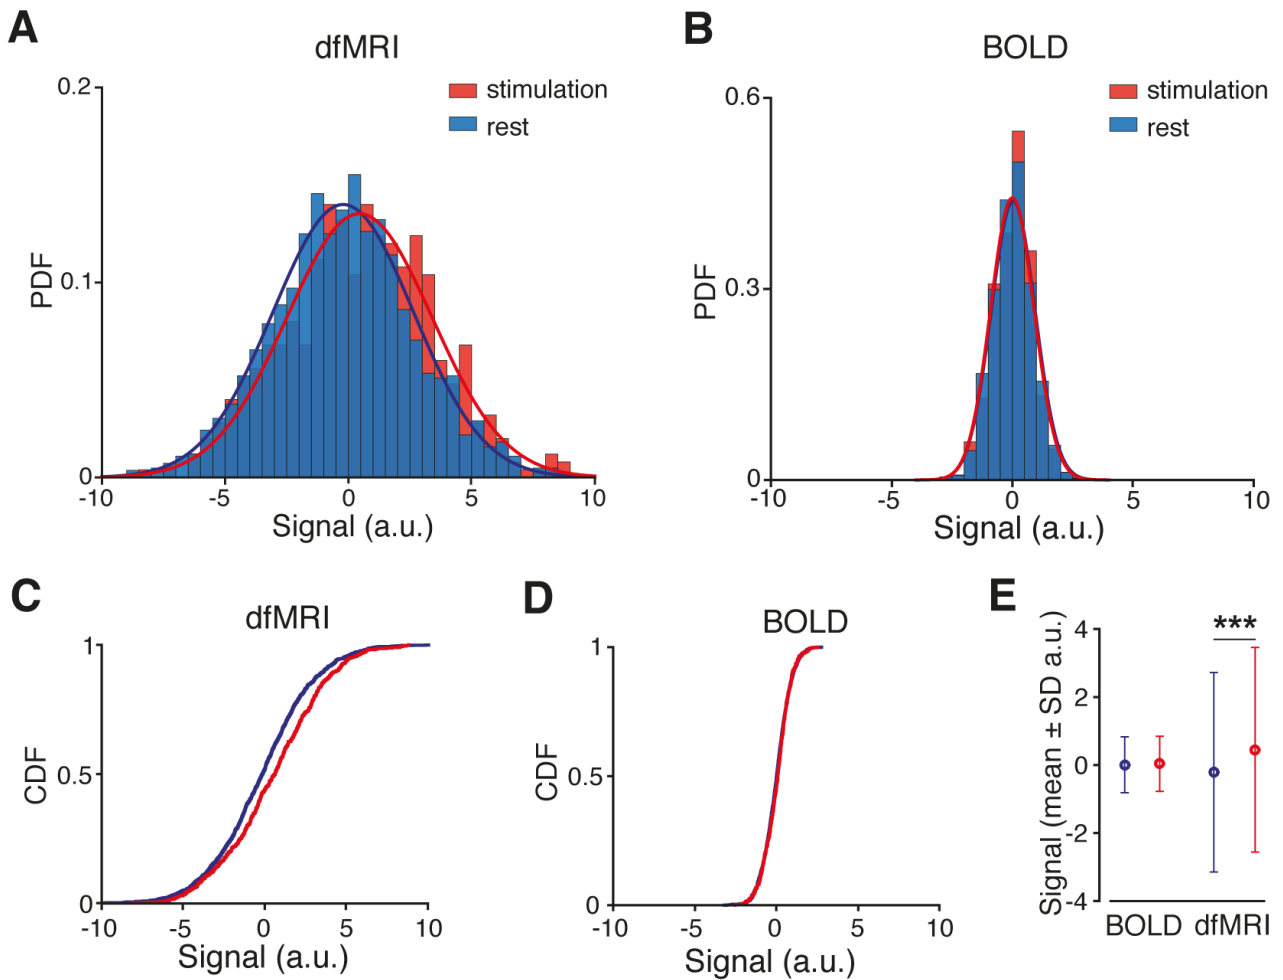 A
dfMRI
stimulation
rest
0.2
0.1
0
PDF
-10 -5 0 5 10
Signal (a.u.)
B
BOLD
stimulation
rest
0.6
0.3
0
PDF
-10 -5 0 5 10
Signal (a.u.)
C
dfMRI
1
0.5
0
CDF
-10 -5 0 5 10
Signal (a.u.)
D
BOLD
1
0.5
0
CDF
-10 -5 0 5 10
Signal (a.u.)
E
***
4
2
0
-2
-4
Signal (mean ± SD a.u.)
BOLD dfMRI